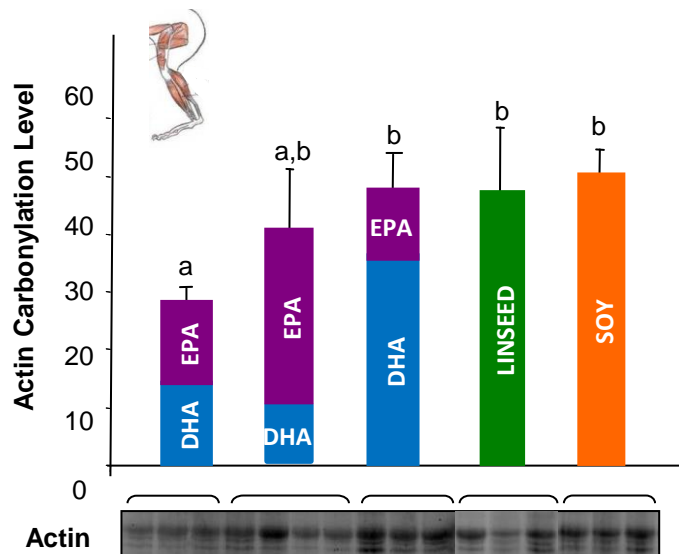 Actin Carbonylation Level
60
50
40
30
20
10
0
a
a,b
b
b
b
EPA
DHA
EPA
DHA
EPA
DHA
LINSEED
SOY
Actin